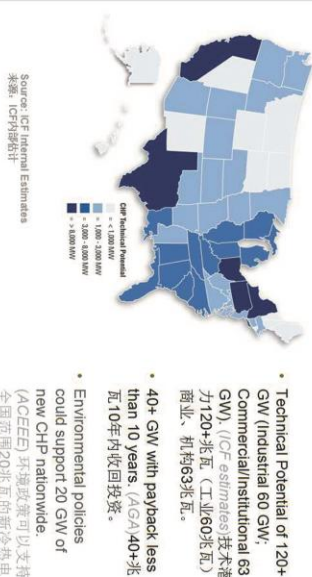 CHP Technical Potential
= < 1,000 MW
= 1,000 - 3,000 MW
= 3,000 - 8,000 MW
= > 8,000 MW
Source: ICF Internal Estimates
来源：ICF内部估计
• Technical Potential of 120+
GW (Industrial 60 GW;
Commercial/Institutional 63
GW). (ICF estimates)技术潜
力120+兆瓦（工业60兆瓦）
商业、机构63兆瓦。
• 40+ GW with payback less
than 10 years. (AGA)40+兆
瓦10年内收回投资。
• Environmental policies
could support 20 GW of
new CHP nationwide.
(ACEEE) 环境政策可以支持
全国范围20兆瓦的新冷热电